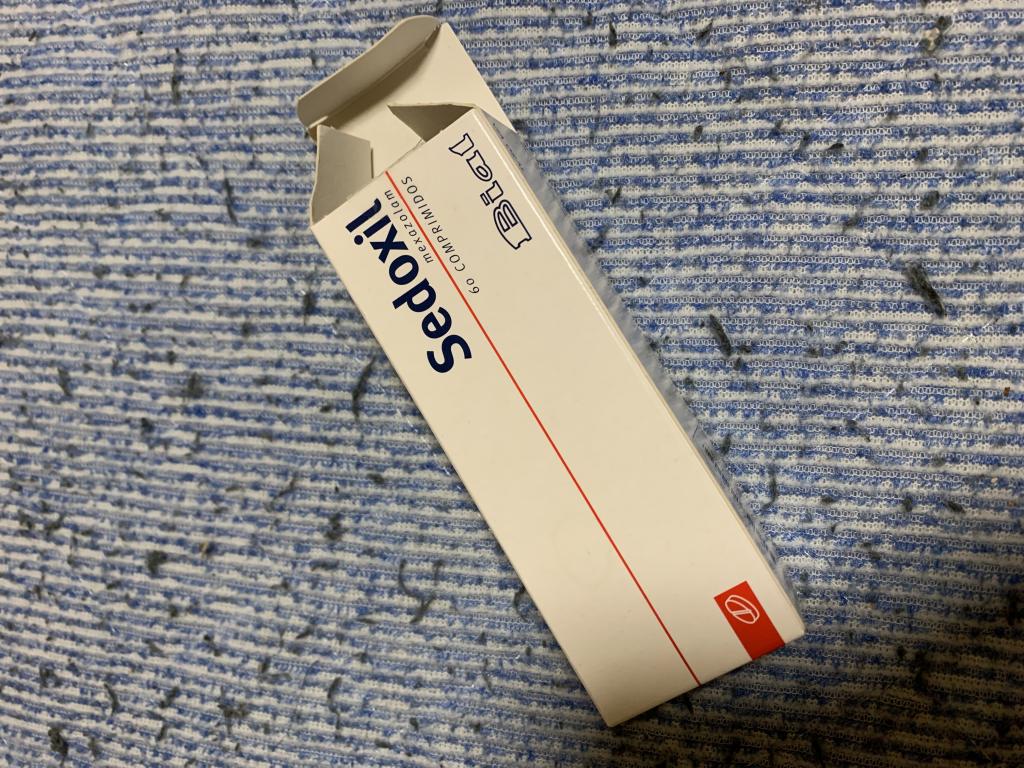 Sedoxil
mexazolam
60 COMPRIMIDOS
Bial